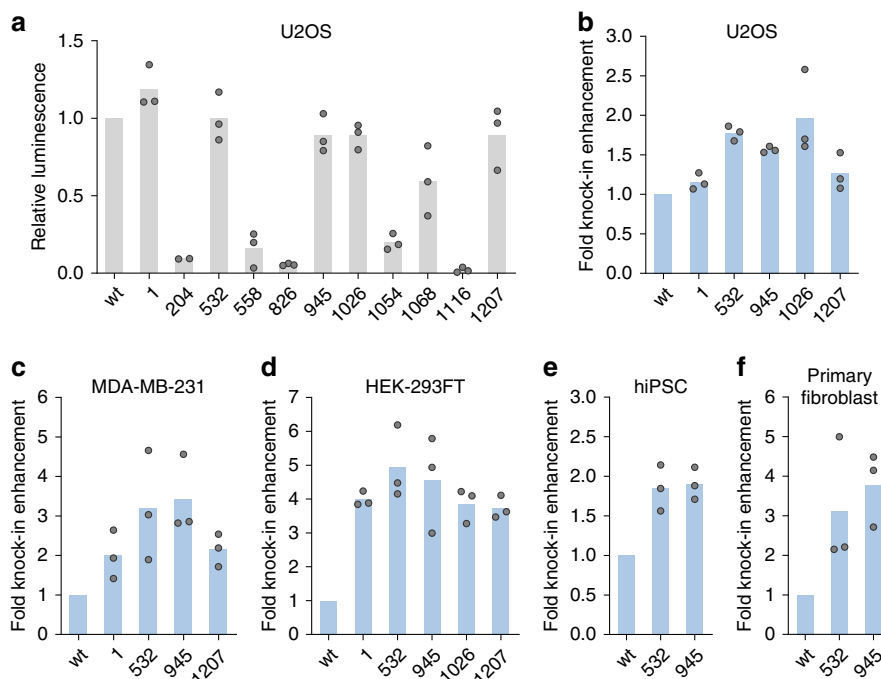 a
U2OS
Relative luminescence
1.5
1.0
0.5
0.0
wt
1
204
532
558
826
945
1026
1054
1068
1116
1207
b
U2OS
Fold knock-in enhancement
3.0
2.5
2.0
1.5
1.0
0.5
0.0
wt
1
532
945
1026
1207
c
MDA-MB-231
Fold knock-in enhancement
6
5
4
3
2
1
0
wt
1
532
945
1207
d
HEK-293FT
Fold knock-in enhancement
7
6
5
4
3
2
1
0
wt
1
532
945
1026
1207
e
hiPSC
Fold knock-in enhancement
3.0
2.5
2.0
1.5
1.0
0.5
0.0
wt
532
945
f
Primary
fibroblast
Fold knock-in enhancement
6
5
4
3
2
1
0
wt
532
945